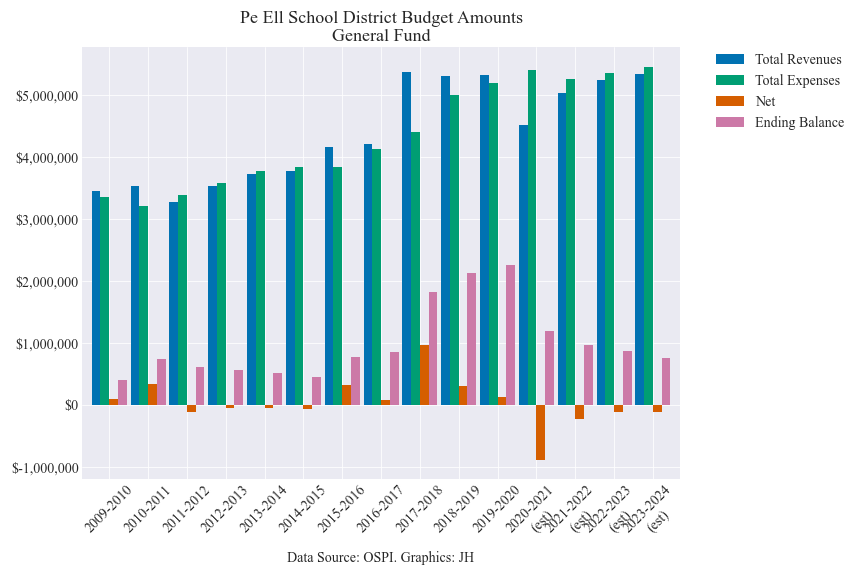 Pe Ell School District Budget Amounts
General Fund
Total Revenues
Total Expenses
Net
Ending Balance
$5,000,000
$4,000,000
$3,000,000
$2,000,000
$1,000,000
$0
$-1,000,000
2009-2010
2010-2011
2011-2012
2012-2013
2013-2014
2014-2015
2015-2016
2016-2017
2017-2018
2018-2019
2019-2020
2020-2021
(est)
2021-2022
(est)
2022-2023
(est)
2023-2024
(est)
Data Source: OSPI. Graphics: JH